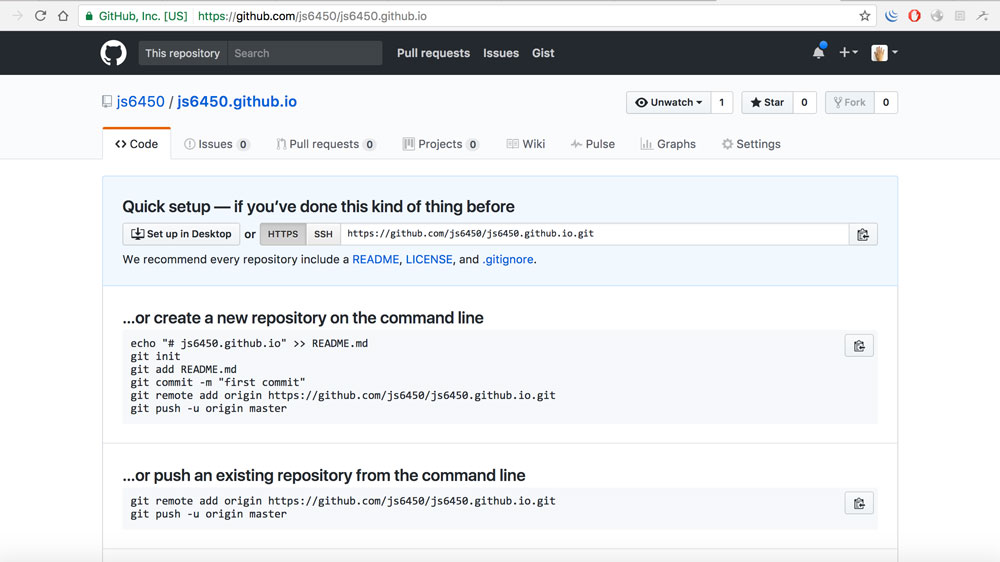 GitHub, Inc. [US] https://github.com/js6450/js6450.github.io
This repository Search Pull requests Issues Gist
js6450 / js6450.github.io Unwatch 1 Star 0 Fork 0
Code Issues 0 Pull requests 0 Projects 0 Wiki Pulse Graphs Settings
Quick setup — if you’ve done this kind of thing before
Set up in Desktop or HTTPS SSH https://github.com/js6450/js6450.github.io.git
We recommend every repository include a README, LICENSE, and .gitignore.
…or create a new repository on the command line
echo "# js6450.github.io" >> README.md
git init
git add README.md
git commit -m "first commit"
git remote add origin https://github.com/js6450/js6450.github.io.git
git push -u origin master
…or push an existing repository from the command line
git remote add origin https://github.com/js6450/js6450.github.io.git
git push -u origin master